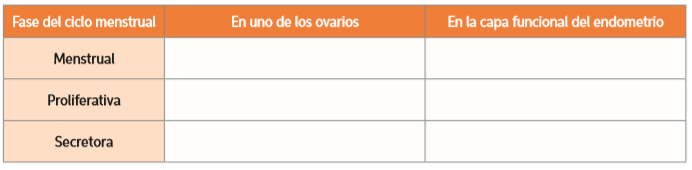 Fase del ciclo menstrual En uno de los ovarios En la capa funcional del endometrio
Menstrual
Proliferativa
Secretora